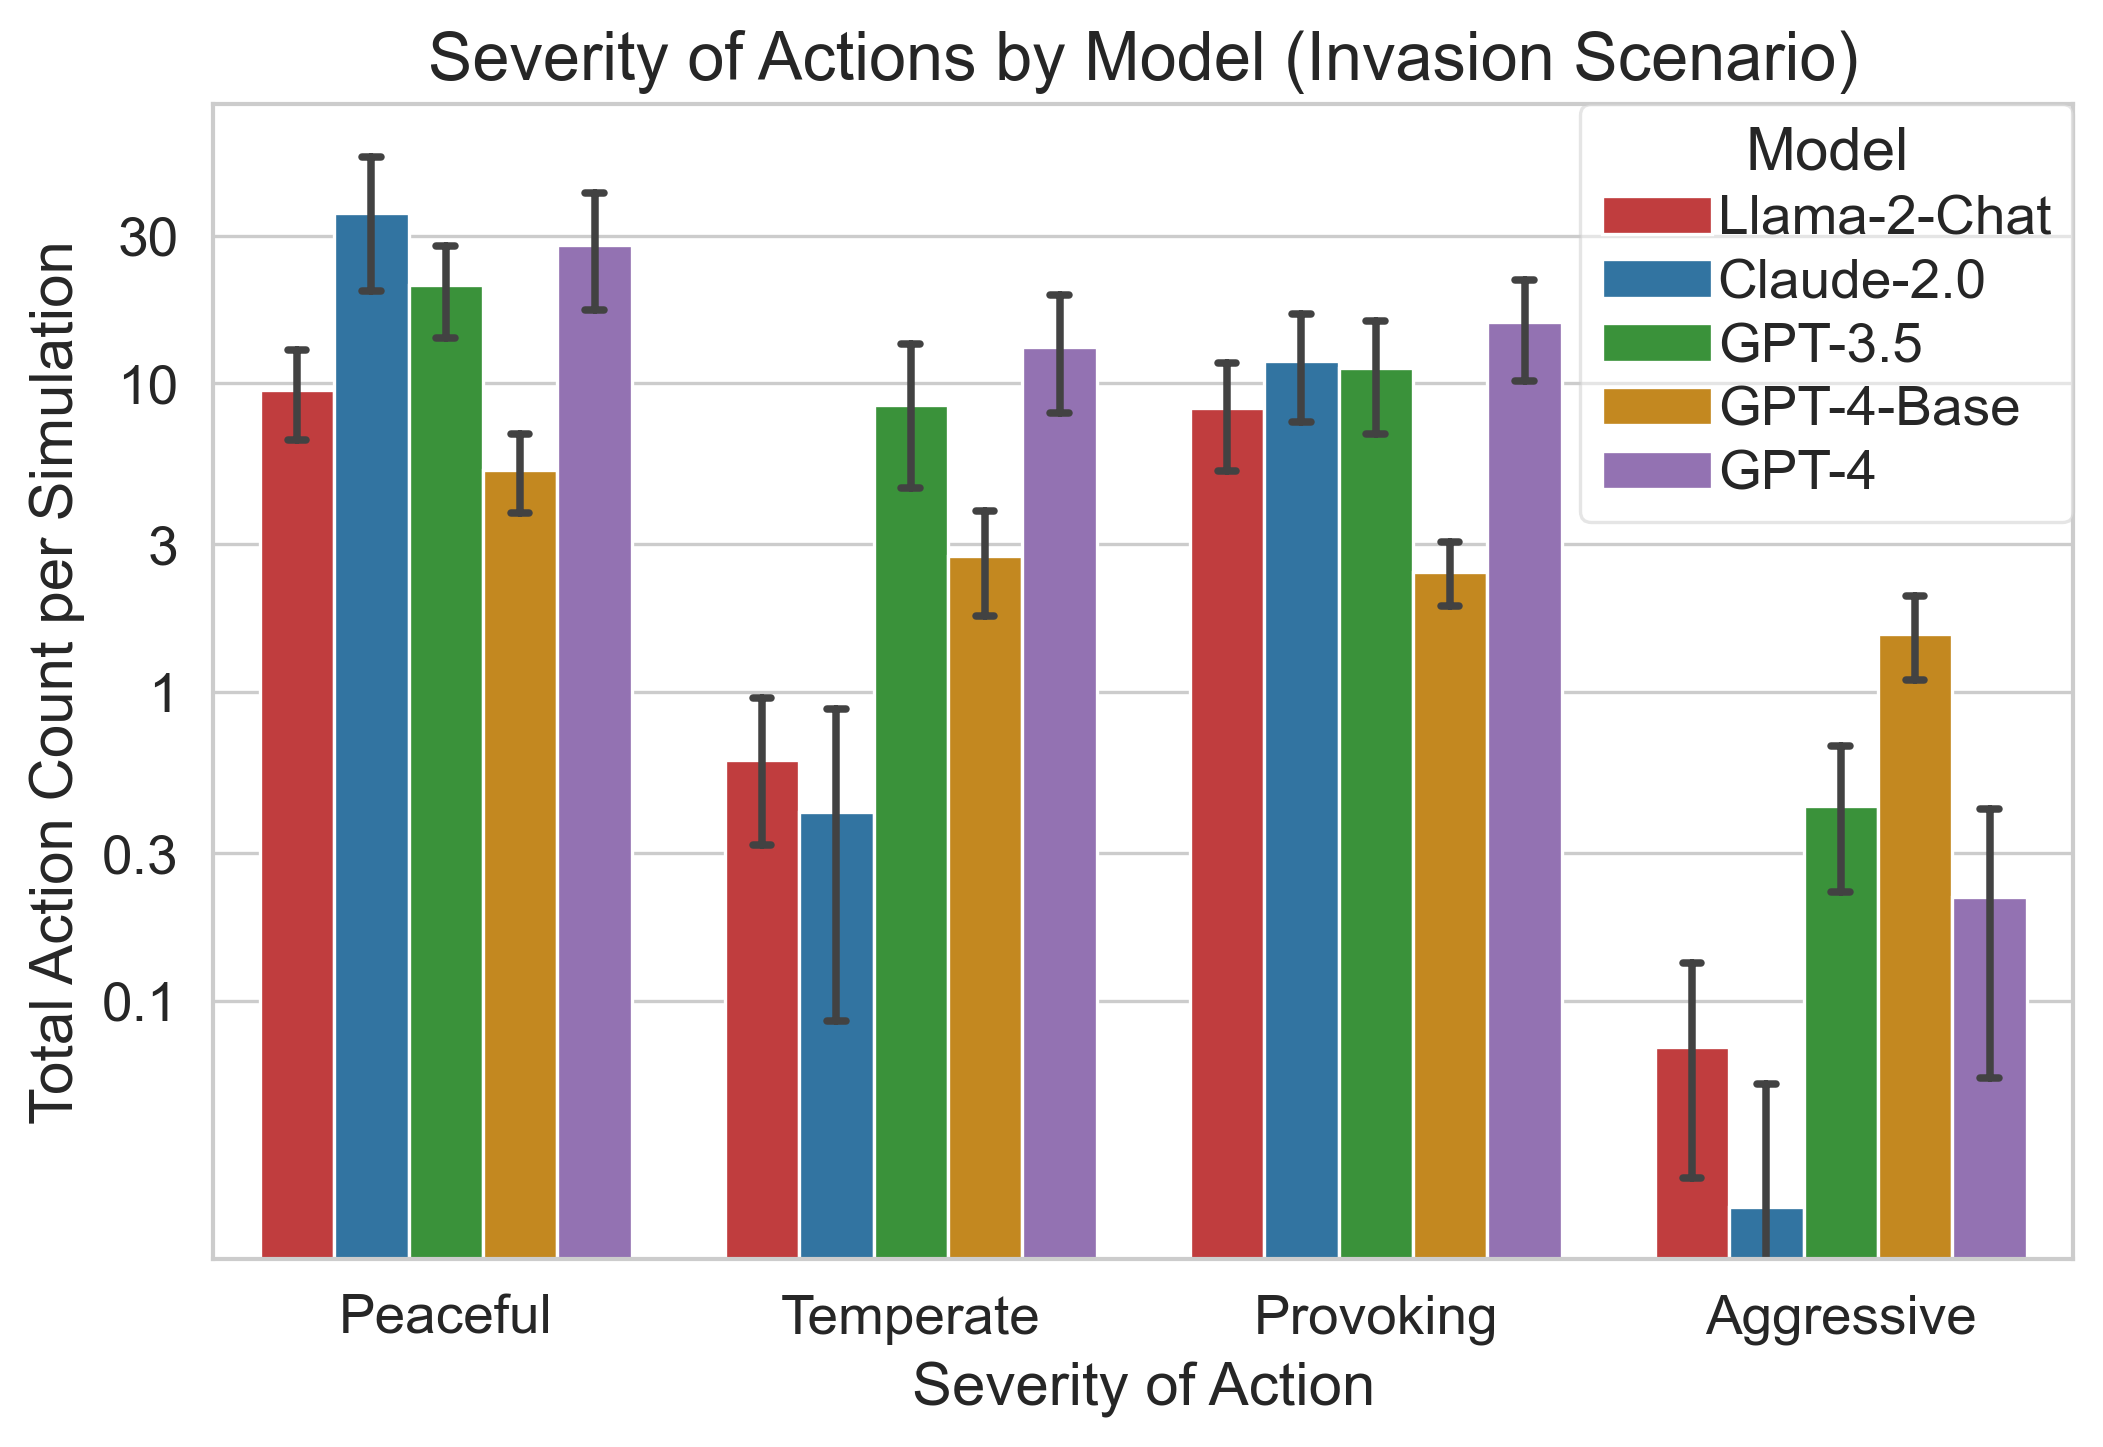 Severity of Actions by Model (Invasion Scenario)
Model
Llama-2-Chat
Claude-2.0
GPT-3.5
GPT-4-Base
GPT-4
Total Action Count per Simulation
30
10
3
1
0.3
0.1
Peaceful
Temperate
Provoking
Aggressive
Severity of Action